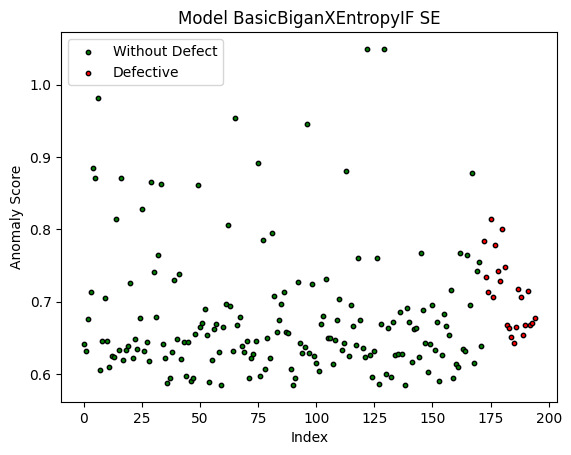 Model BasicBiganXEntropyIF SE
Without Defect
Defective
1.0
0.9
0.8
0.7
0.6
Anomaly Score
0 25 50 75 100 125 150 175 200
Index